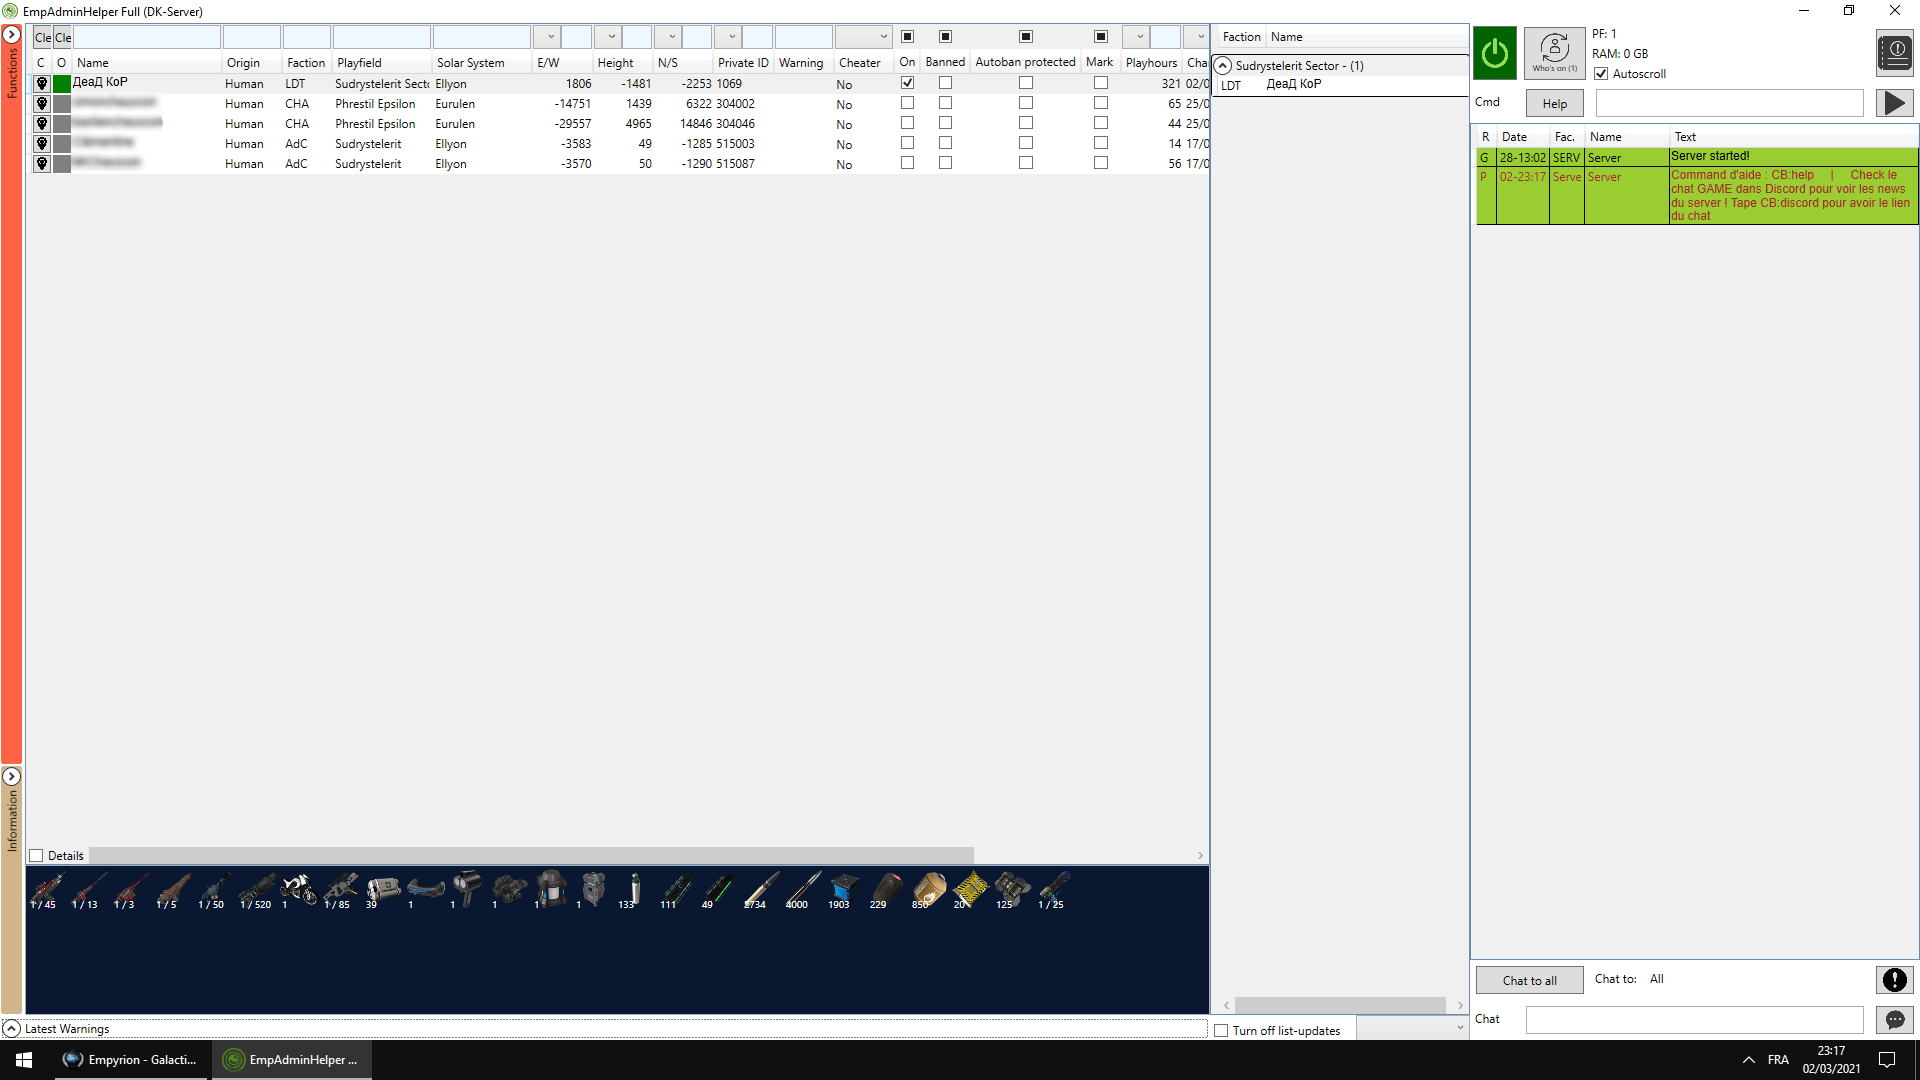 EmpAdminHelper Full (DK-Server)
Functions
Cle Cle
C O Name Origin Faction Playfield Solar System E/W Height N/S Private ID Warning Cheater On Banned Autoban protected Mark Playhours Cha
ДеаД КоР Human LDT Sudrystelerit Secto Ellyon 1806 -1481 -2253 1069 No 321 02/0
Human CHA Phrestil Epsilon Eurulen -14751 1439 6322 304002 No 65 25/0
Human CHA Phrestil Epsilon Eurulen -29557 4965 14846 304046 No 44 25/0
Human AdC Sudrystelerit Ellyon -3583 49 -1285 515003 No 14 17/0
Human AdC Sudrystelerit Ellyon -3570 50 -1290 515087 No 56 17/0
Information
Details
1 / 45 1 / 13 1 / 3 1 / 5 1 / 50 1 / 520 1 1 / 85 39 1 1 1 1 1 133 111 49 2734 4000 1903 229 850 20 125 1 / 25
Latest Warnings
Faction Name
Sudrystelerit Sector - (1)
LDT ДеаД КоР
Turn off list-updates
Who's on (1)
PF: 1
RAM: 0 GB
Autoscroll
Cmd Help
R Date Fac. Name Text
G 28-13:02 SERV Server Server started!
P 02-23:17 Serve Server Command d'aide : CB:help | Check le
chat GAME dans Discord pour voir les news
du server ! Tape CB:discord pour avoir le lien
du chat
Chat to all Chat to: All
Chat
Empyrion - Galacti...
EmpAdminHelper ...
FRA
23:17
02/03/2021